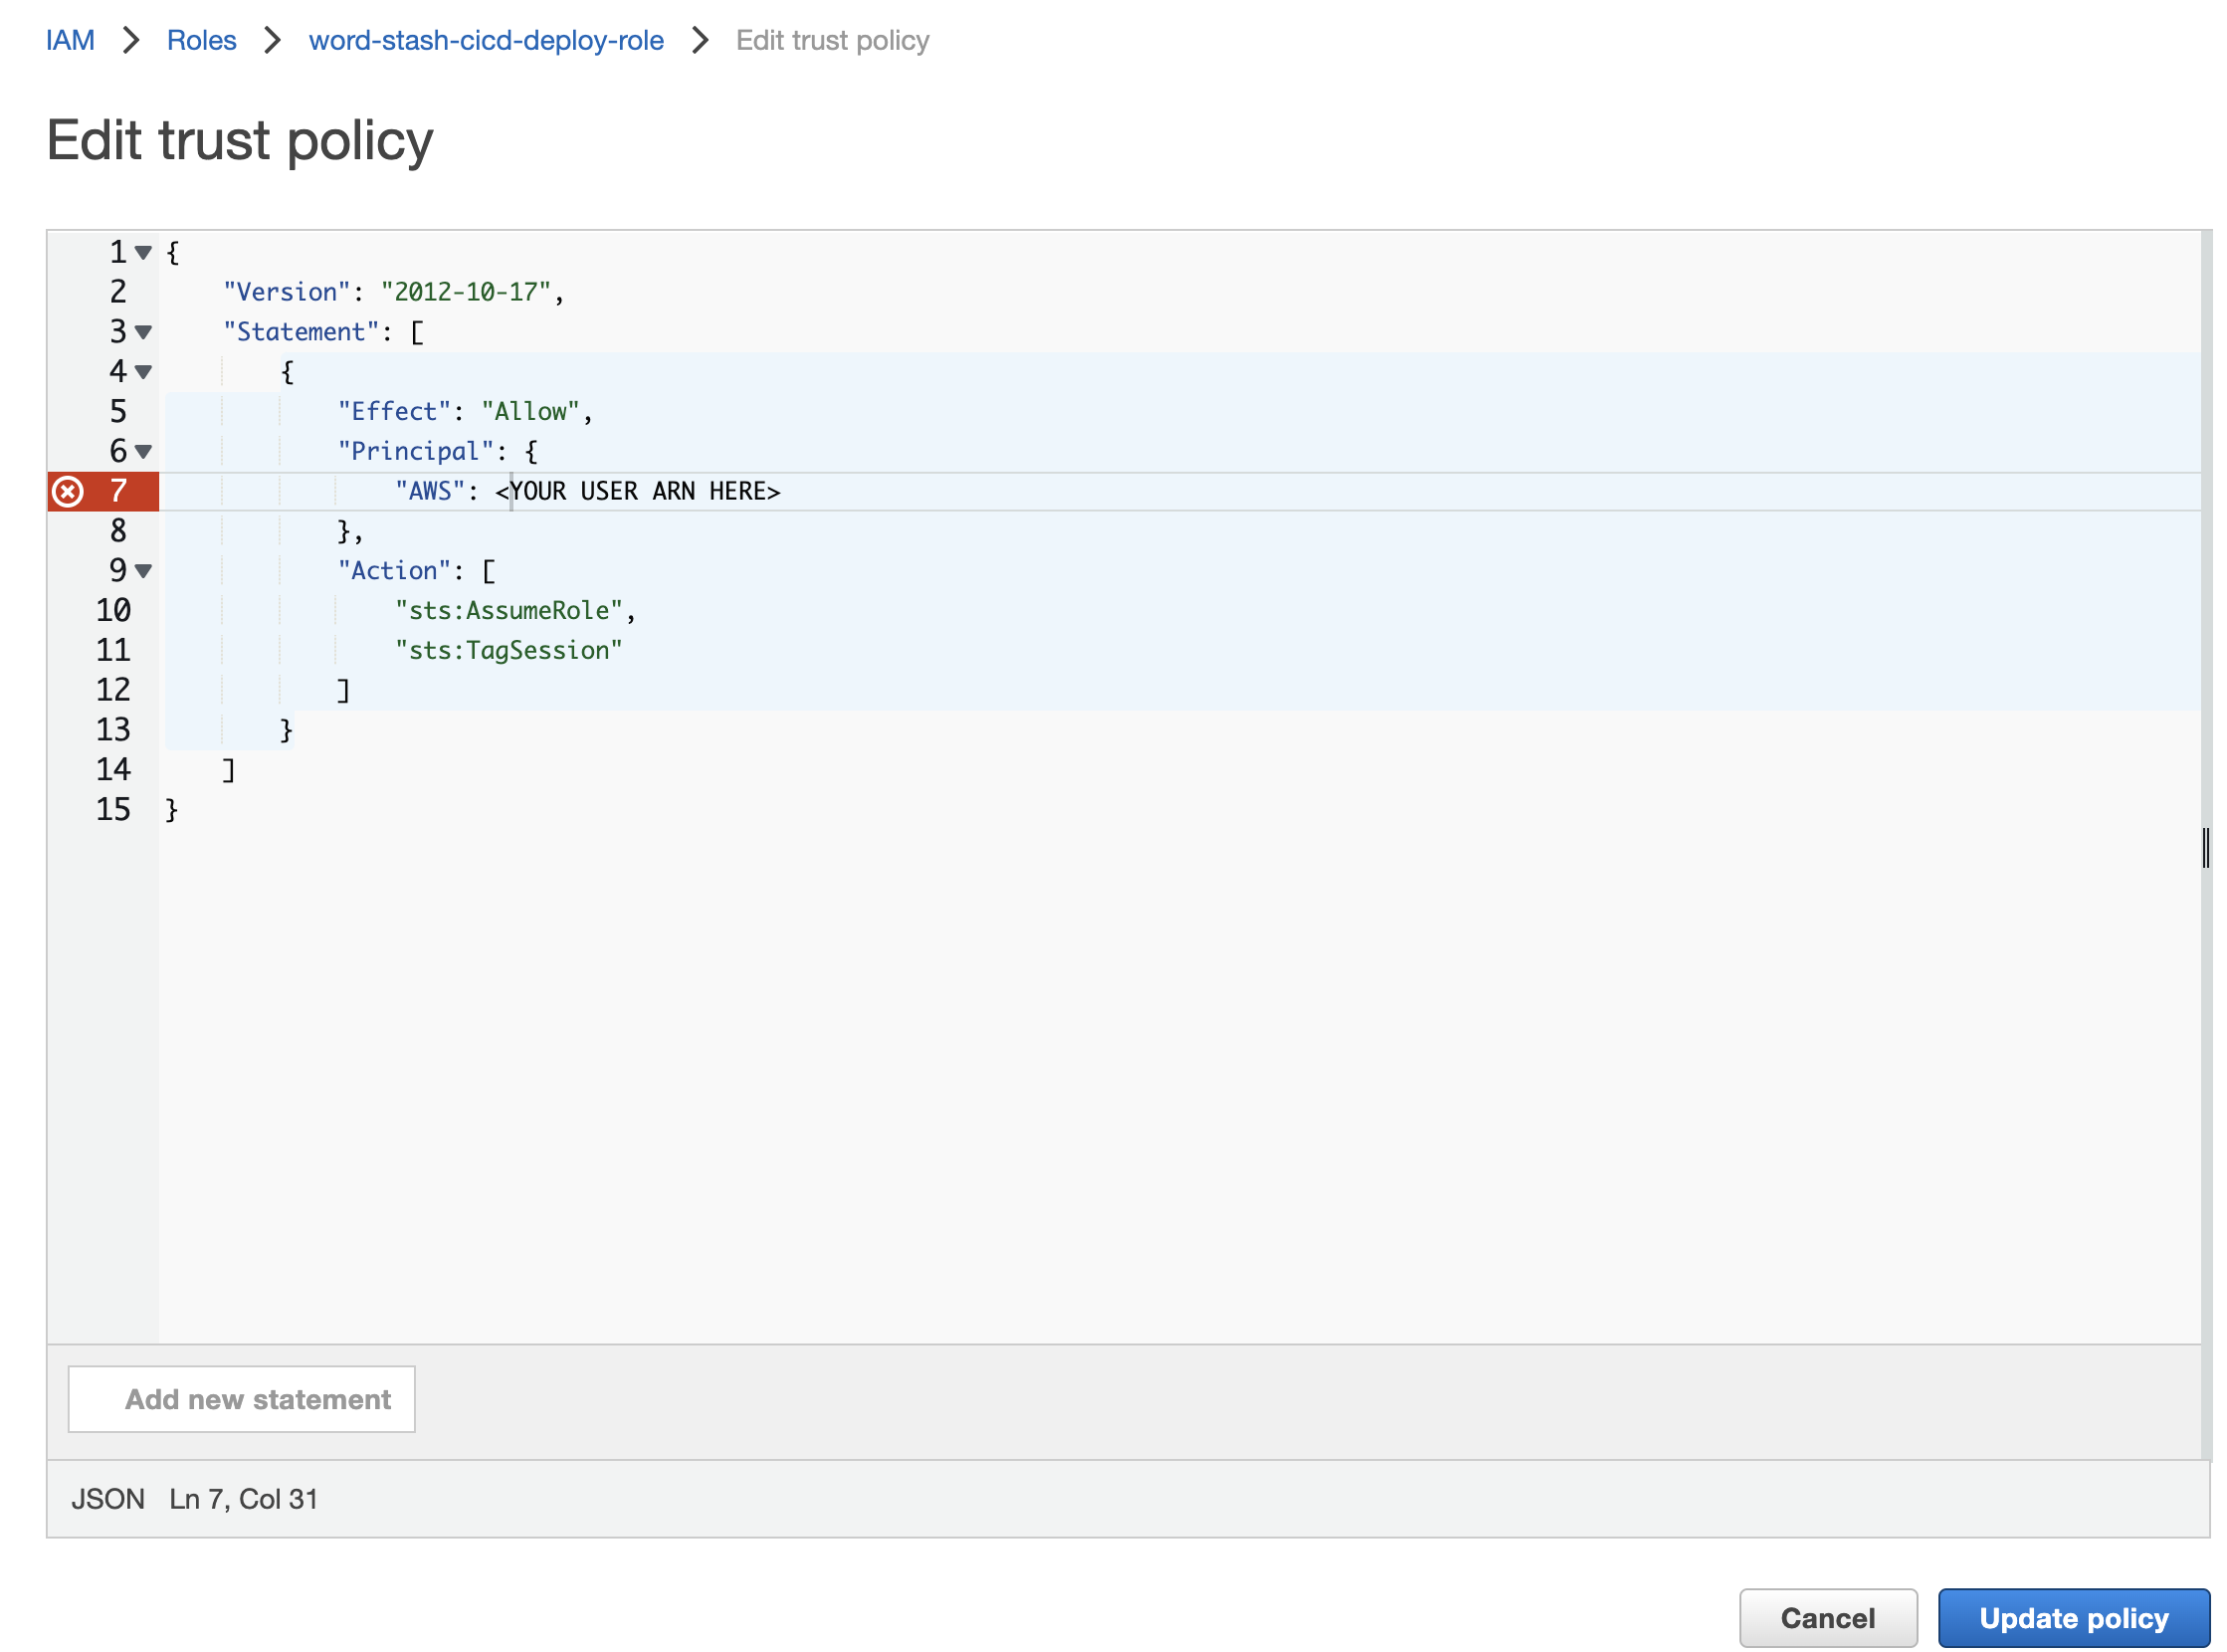 IAM > Roles > word-stash-cicd-deploy-role > Edit trust policy
Edit trust policy
1 {
2 "Version": "2012-10-17",
3 "Statement": [
4 {
5 "Effect": "Allow",
6 "Principal": {
7 "AWS": <YOUR USER ARN HERE>
8 },
9 "Action": [
10 "sts:AssumeRole",
11 "sts:TagSession"
12 ]
13 }
14 ]
15 }
Add new statement
JSON Ln 7, Col 31
Cancel Update policy